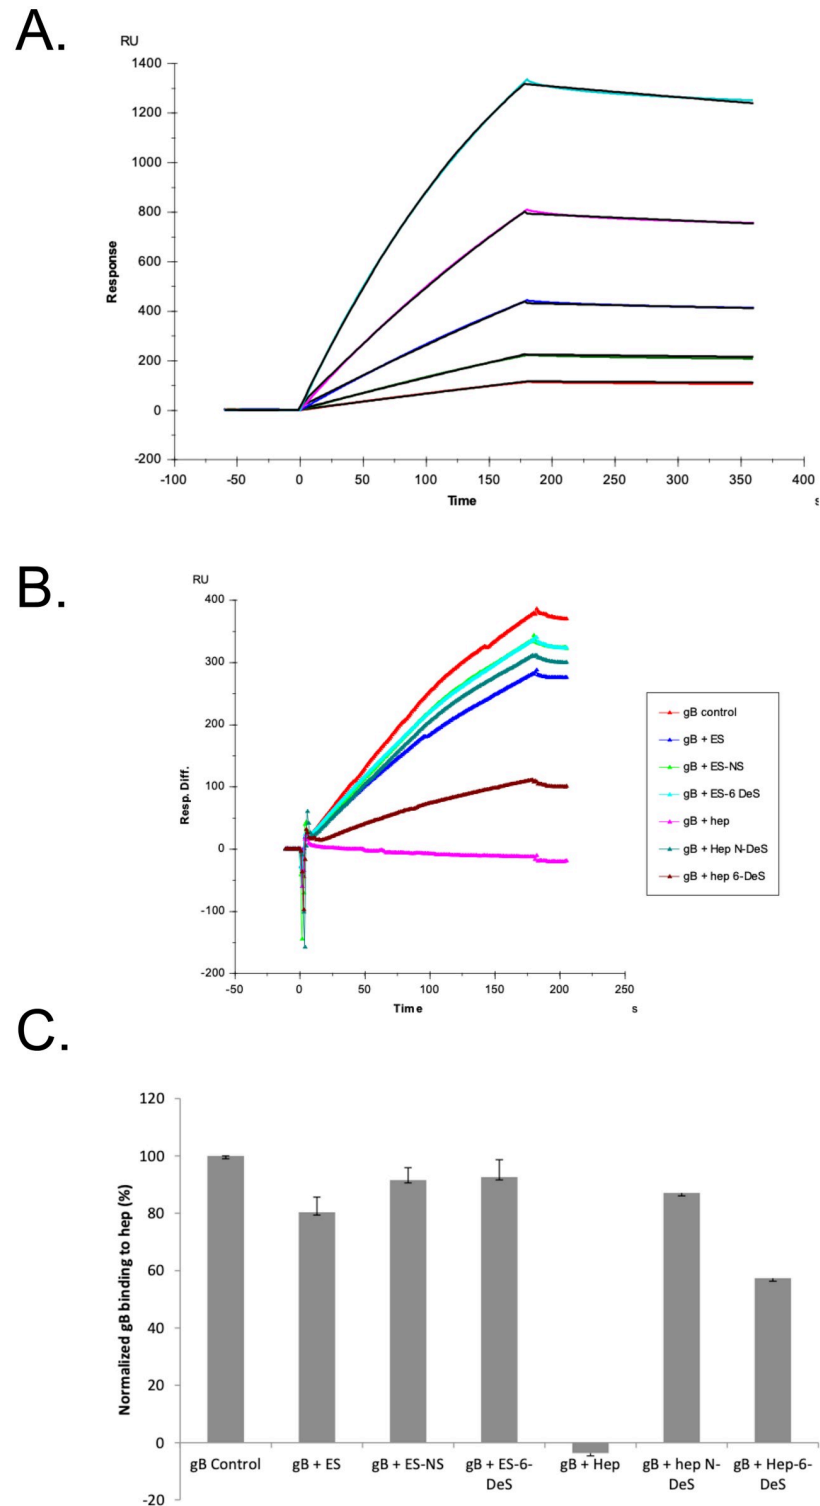 A.
RU
1400
1200
1000
800
600
400
200
0
-200
Response
-100 -50 0 50 100 150 200 250 300 350 400
Time
s
B.
RU
400
300
200
100
0
-100
-200
Resp. Diff.
-50 0 50 100 150 200 250
Time
s
gB control
gB + ES
gB + ES-NS
gB + ES-6 DeS
gB + hep
gB + Hep N-DeS
gB + hep 6-DeS
C.
120
100
80
60
40
20
0
-20
Normalized gB binding to hep (%)
gB Control gB + ES gB + ES-NS gB + ES-6- gB + Hep gB + hep N- gB + Hep-6-
DeS DeS DeS